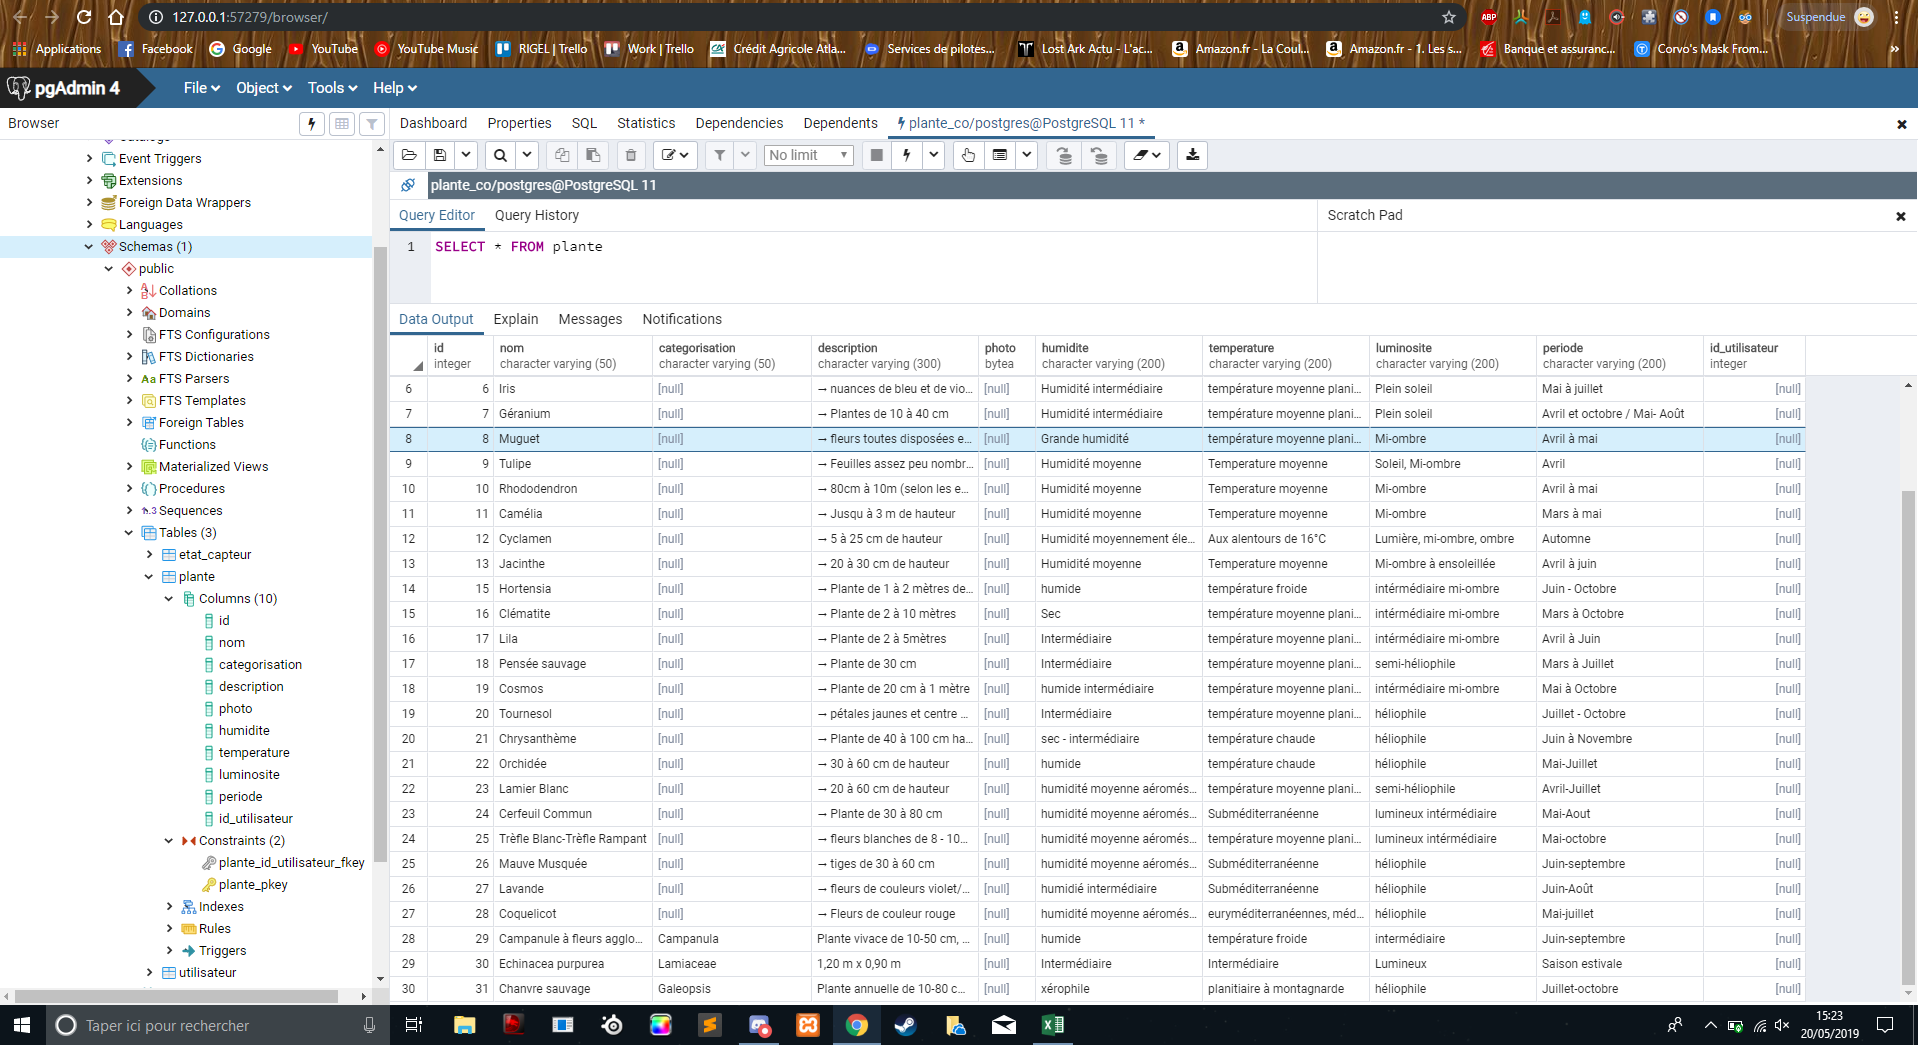 127.0.0.1:57279/browser/
ABP
Suspendue
Applications
Facebook
Google
YouTube
YouTube Music
RIGEL | Trello
Work | Trello
Crédit Agricole Atla...
Services de pilotes...
Lost Ark Actu - L'ac...
Amazon.fr - La Coul...
Amazon.fr - 1. Les s...
Banque et assuranc...
Corvo's Mask From...
»
pgAdmin 4
File Object Tools Help
Browser
Dashboard Properties SQL Statistics Dependencies Dependents plante_co/postgres@PostgreSQL 11 *
No limit
plante_co/postgres@PostgreSQL 11
Query Editor Query History
Scratch Pad
1 SELECT * FROM plante
Event Triggers
Extensions
Foreign Data Wrappers
Languages
Schemas (1)
public
Collations
Domains
FTS Configurations
FTS Dictionaries
FTS Parsers
FTS Templates
Foreign Tables
Functions
Materialized Views
Procedures
Sequences
Tables (3)
etat_capteur
plante
Columns (10)
id
nom
categorisation
description
photo
humidite
temperature
luminosite
periode
id_utilisateur
Constraints (2)
plante_id_utilisateur_fkey
plante_pkey
Indexes
Rules
Triggers
utilisateur
Data Output Explain Messages Notifications
id nom categorisation description photo humidite temperature luminosite periode id_utilisateur
integer character varying (50) character varying (50) character varying (300) bytea character varying (200) character varying (200) character varying (200) character varying (200) integer
6 6 Iris [null] → nuances de bleu et de vio... [null] Humidité intermédiaire température moyenne plani... Plein soleil Mai à juillet [null]
7 7 Géranium [null] → Plantes de 10 à 40 cm [null] Humidité intermédiaire température moyenne plani... Plein soleil Avril et octobre / Mai- Août [null]
8 8 Muguet [null] → fleurs toutes disposées e... [null] Grande humidité température moyenne plani... Mi-ombre Avril à mai [null]
9 9 Tulipe [null] → Feuilles assez peu nombr... [null] Humidité moyenne Temperature moyenne Soleil, Mi-ombre Avril [null]
10 10 Rhododendron [null] → 80cm à 10m (selon les e... [null] Humidité moyenne Temperature moyenne Mi-ombre Avril à mai [null]
11 11 Camélia [null] → Jusqu à 3 m de hauteur [null] Humidité moyenne Temperature moyenne Mi-ombre Mars à mai [null]
12 12 Cyclamen [null] → 5 à 25 cm de hauteur [null] Humidité moyennement éle... Aux alentours de 16°C Lumière, mi-ombre, ombre Automne [null]
13 13 Jacinthe [null] → 20 à 30 cm de hauteur [null] Humidité moyenne Temperature moyenne Mi-ombre à ensoleillée Avril à juin [null]
14 15 Hortensia [null] → Plante de 1 à 2 mètres de... [null] humide température froide intérmédiaire mi-ombre Juin - Octobre [null]
15 16 Clématite [null] → Plante de 2 à 10 mètres [null] Sec température moyenne plani... intérmédiaire mi-ombre Mars à Octobre [null]
16 17 Lila [null] → Plante de 2 à 5mètres [null] Intermédiaire température moyenne plani... intérmédiaire mi-ombre Avril à Juin [null]
17 18 Pensée sauvage [null] → Plante de 30 cm [null] Intermédiaire température moyenne plani... semi-héliophile Mars à Juillet [null]
18 19 Cosmos [null] → Plante de 20 cm à 1 mètre [null] humide intermédiaire température moyenne plani... intérmédiaire mi-ombre Mai à Octobre [null]
19 20 Tournesol [null] → pétales jaunes et centre ... [null] Intermédiaire température moyenne plani... héliophile Juillet - Octobre [null]
20 21 Chrysanthème [null] → Plante de 40 à 100 cm ha... [null] sec - intermédiaire température chaude héliophile Juin à Novembre [null]
21 22 Orchidée [null] → 30 à 60 cm de hauteur [null] humide température chaude héliophile Mai-Juillet [null]
22 23 Lamier Blanc [null] → 20 à 60 cm de hauteur [null] humidité moyenne aéromés... température moyenne plani... semi-héliophile Avril-Juillet [null]
23 24 Cerfeuil Commun [null] → Plante de 30 à 80 cm [null] humidité moyenne aéromés... Subméditerranéenne lumineux intérmédiaire Mai-Aout [null]
24 25 Trèfle Blanc-Trèfle Rampant [null] → fleurs blanches de 8 - 10... [null] humidité moyenne aéromés... température moyenne plani... lumineux intérmédiaire Mai-octobre [null]
25 26 Mauve Musquée [null] → tiges de 30 à 60 cm [null] humidité moyenne aéromés... Subméditerranéenne héliophile Juin-septembre [null]
26 27 Lavande [null] → fleurs de couleurs violet/... [null] humidié intermédiaire Subméditerranéenne héliophile Juin-Août [null]
27 28 Coquelicot [null] → Fleurs de couleur rouge [null] humidité moyenne aéromés... euryméditerranéennes, méd... héliophile Mai-juillet [null]
28 29 Campanule à fleurs agglo... Campanula Plante vivace de 10-50 cm, ... [null] humide température froide intermédiaire Juin-septembre [null]
29 30 Echinacea purpurea Lamiaceae 1,20 m x 0,90 m [null] Intermédiaire Intermédiaire Lumineux Saison estivale [null]
30 31 Chanvre sauvage Galeopsis Plante annuelle de 10-80 c... [null] xérophile planitiaire à montagnarde héliophile Juillet-octobre [null]
Taper ici pour rechercher
15:23
20/05/2019